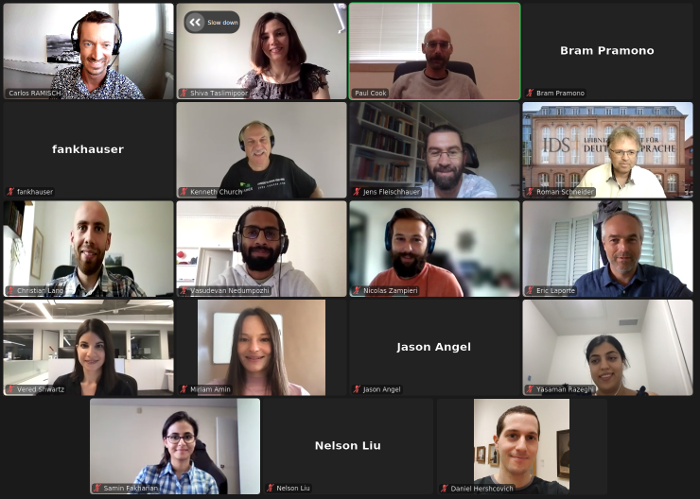 Carlos RAMISCH
Slow down
Shiva Taslimipoor
Paul Cook
Bram Pramono
Bram Pramono
fankhauser
fankhauser
Kenneth Church
Jens Fleischhauer
IDS
DEUT
SPRACHE
Roman Schneider
Christian Lang
Vasudevan Nedumpozhi
Nicolas Zampieri
Eric Laporte
Vered Shwartz
Miriam Amin
Jason Angel
Jason Angel
Yasaman Razeghi
Samin Fakharian
Nelson Liu
Nelson Liu
Daniel Hershcovich